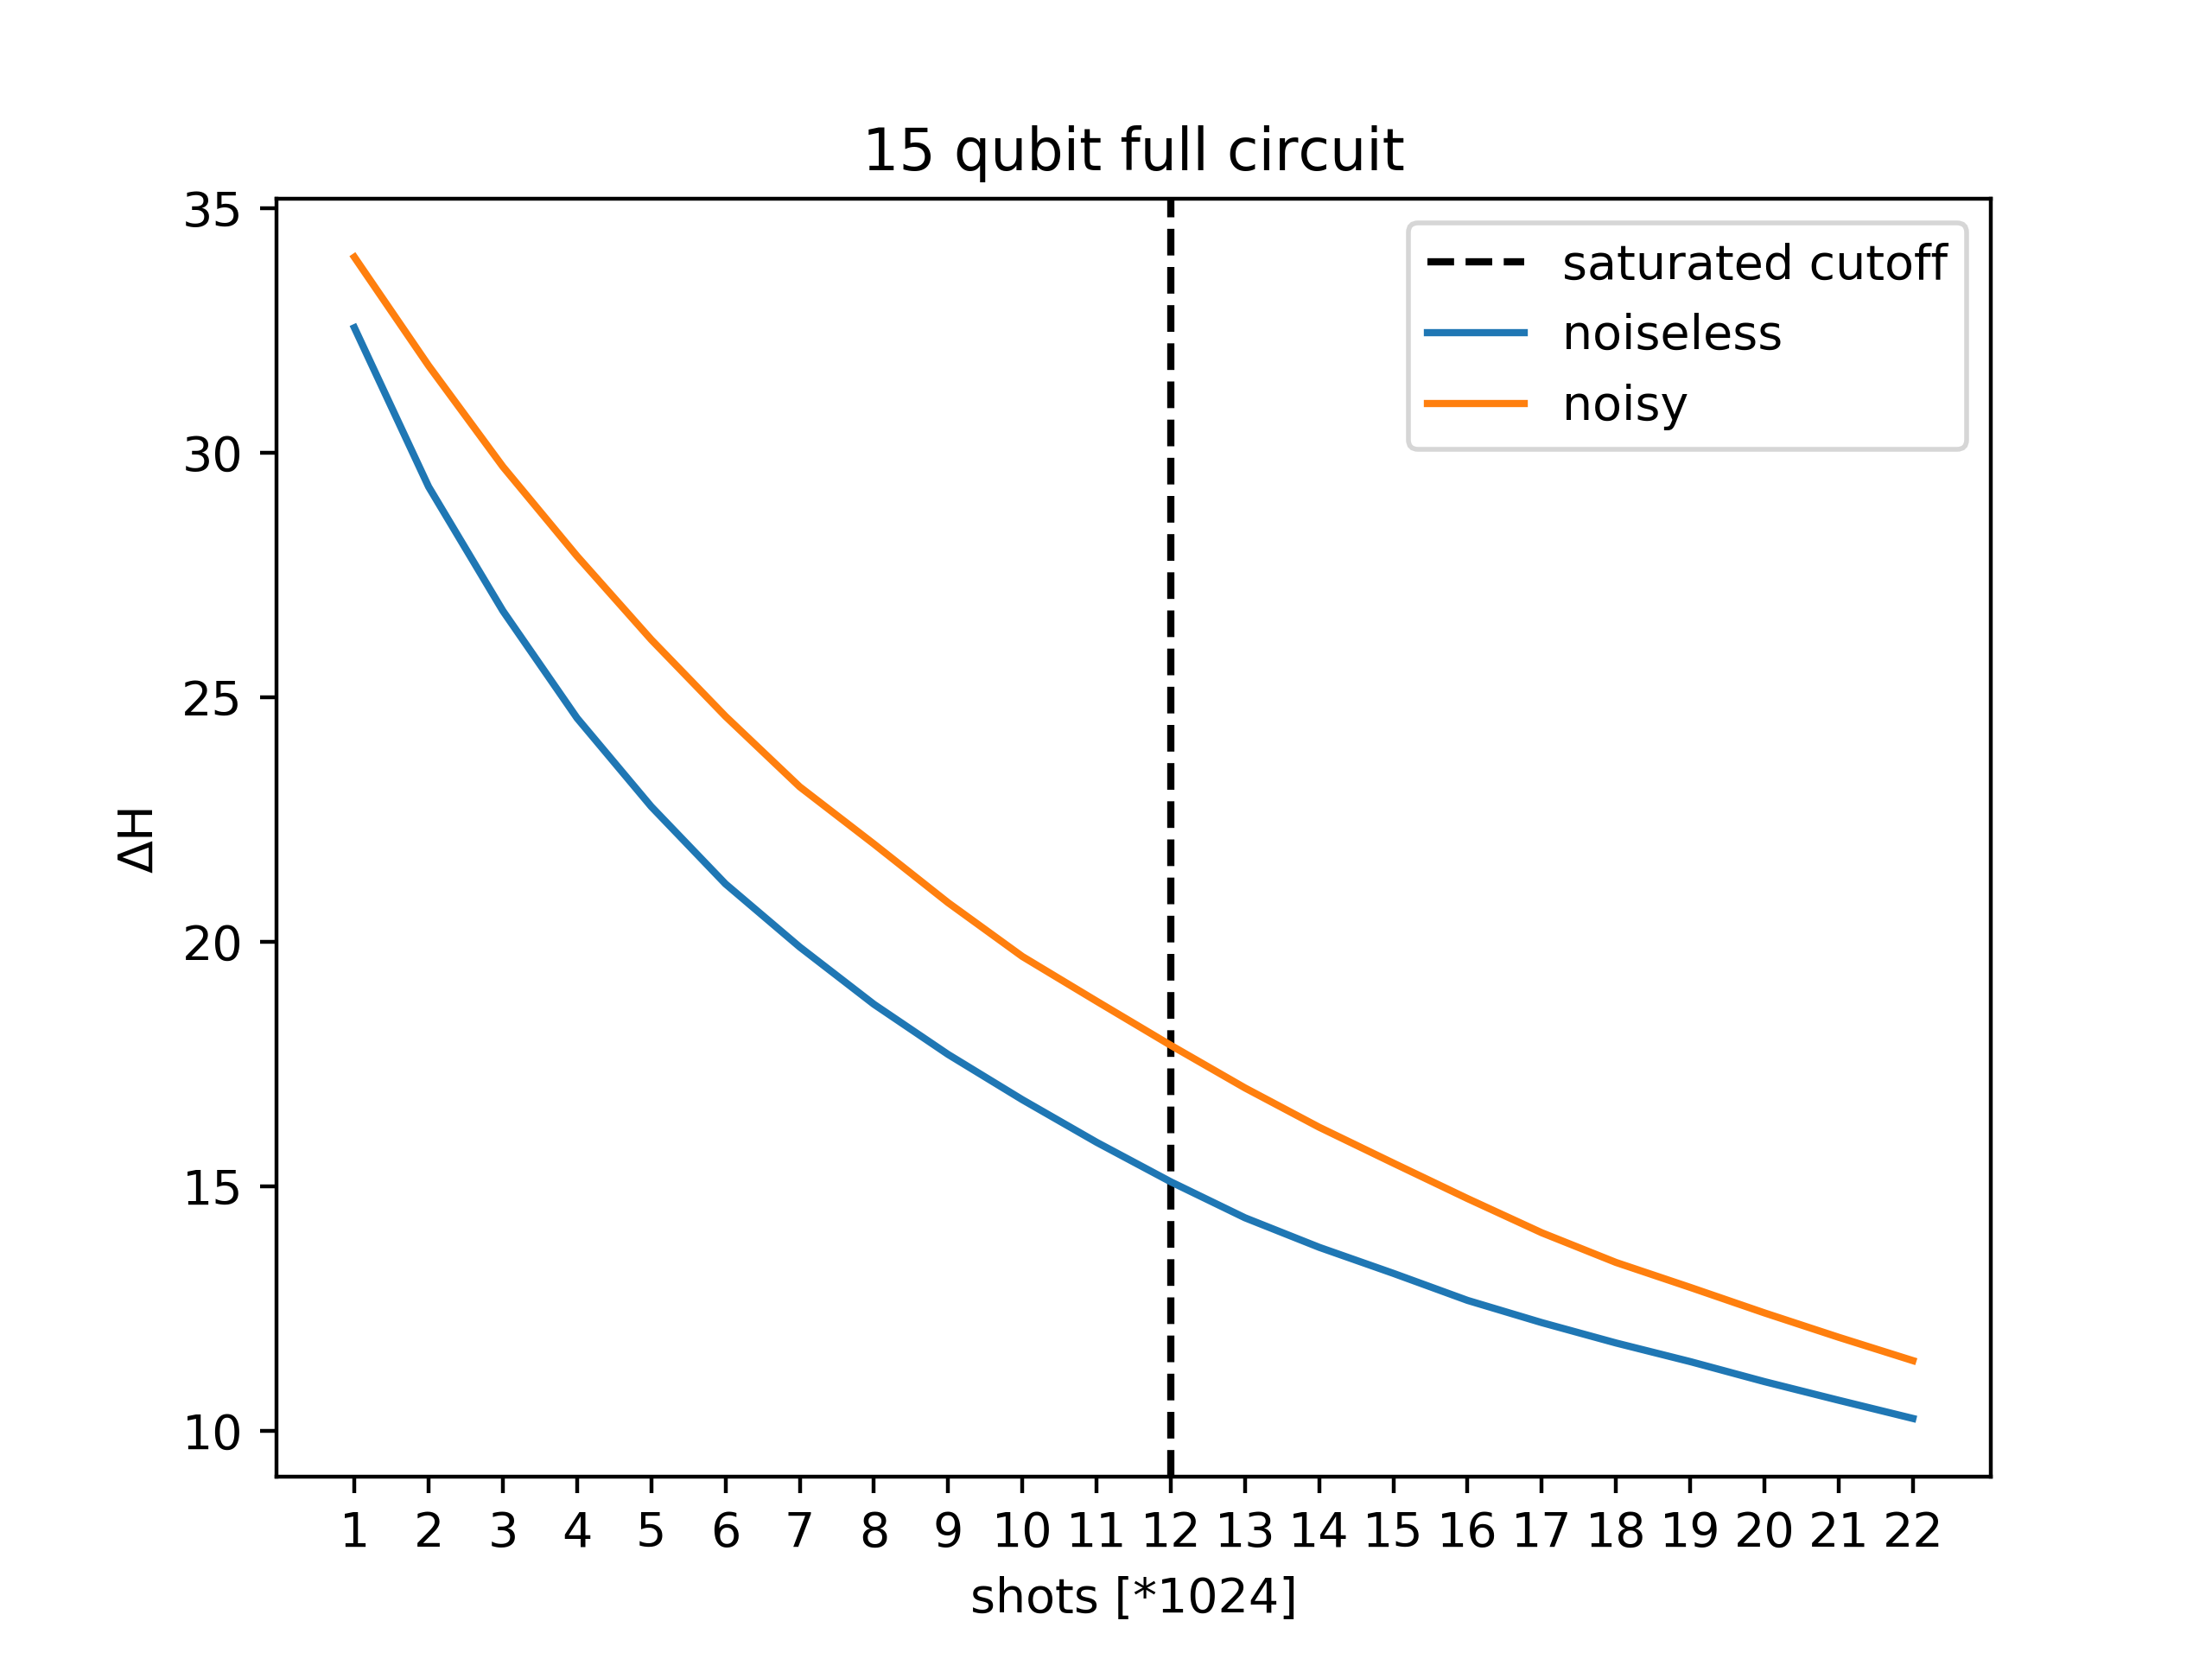 15 qubit full circuit
35
30
25
20
15
10
ΔH
saturated cutoff
noiseless
noisy
1 2 3 4 5 6 7 8 9 10 11 12 13 14 15 16 17 18 19 20 21 22
shots [*1024]